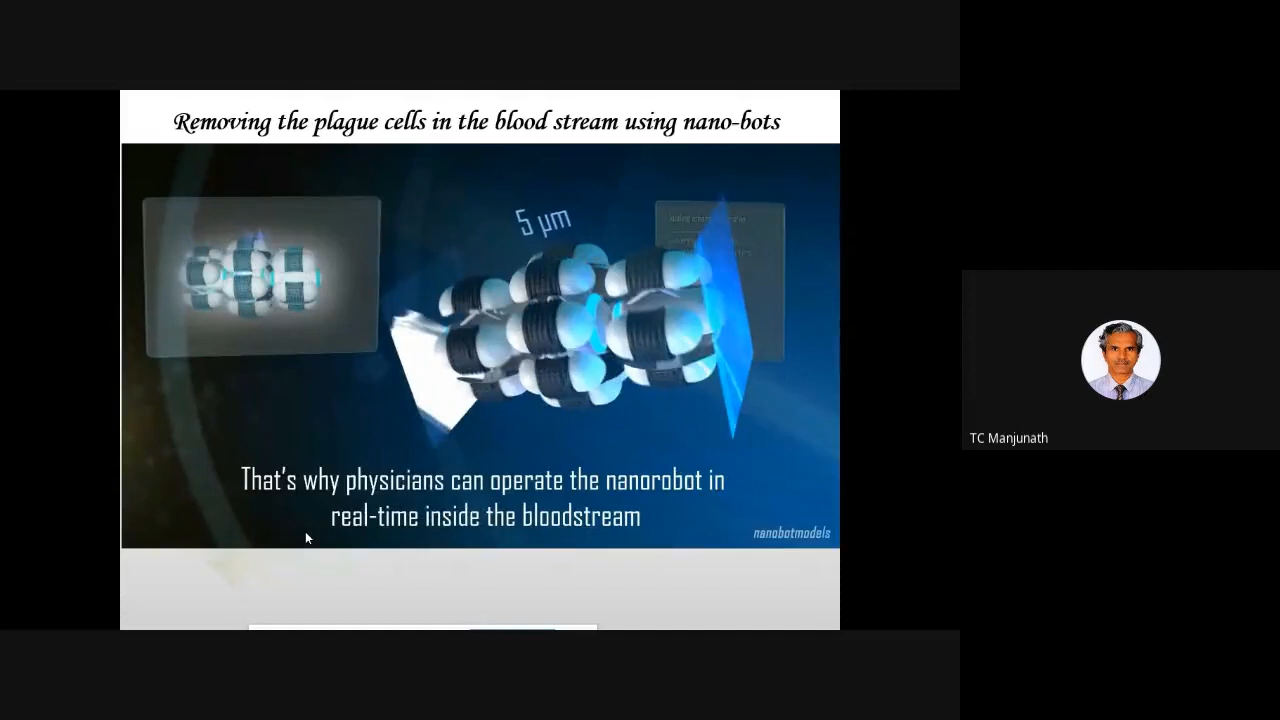 Removing the plague cells in the blood stream using nano-bots
5 µm
That's why physicians can operate the nanorobot in
real-time inside the bloodstream
nanobotmodels
TC Manjunath